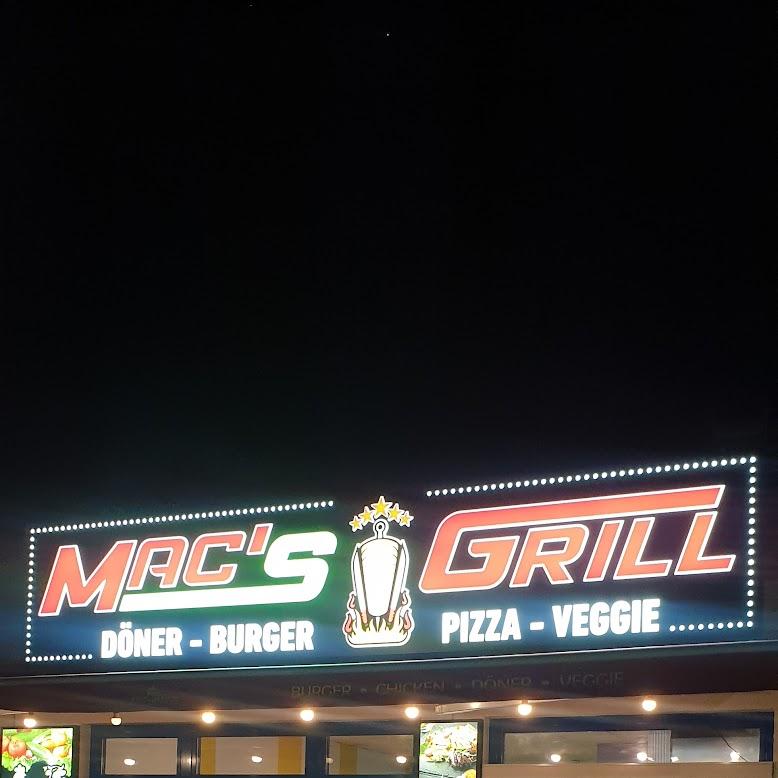 MAC'S GRILL
DÖNER - BURGER PIZZA - VEGGIE
BURGER • CHICKEN • DÖNER • VEGGIE